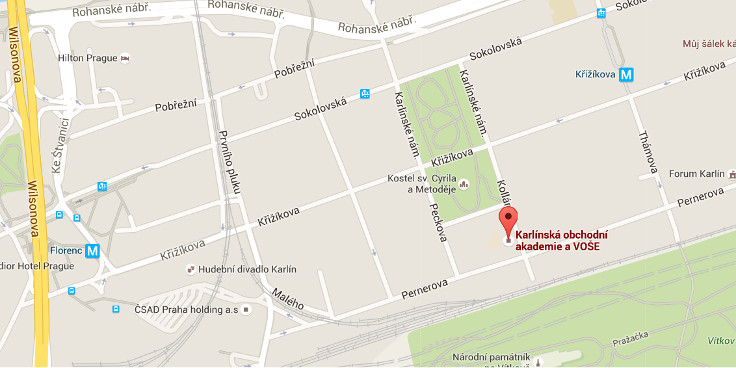 Rohanské nábř.
Rohanské nábř.
Rohanské nábř.
Wilsonova
Hilton Prague
Pobřežní
Sokolovská
Můj šálek ká
Křižíkova M
Křižíkova
Pobřežní
Sokolovská
Karlínské nám.
Karlínské nám.
Ke Štvanici
Prvního pluku
Thámova
Křižíkova
Kostel sv. Cyrila
a Metoděje
Forum Karlín
Wilsonova
Peckova
Kollár
Pernerova
Křižíkova
Karlínská obchodní
akademie a VOŠE
Florenc M
Křižíkova
dior Hotel Prague
Hudební divadlo Karlín
Malého
Pernerova
ČSAD Praha holding a.s
Pražačka
Vítkov
Národní památník
na Vítkově